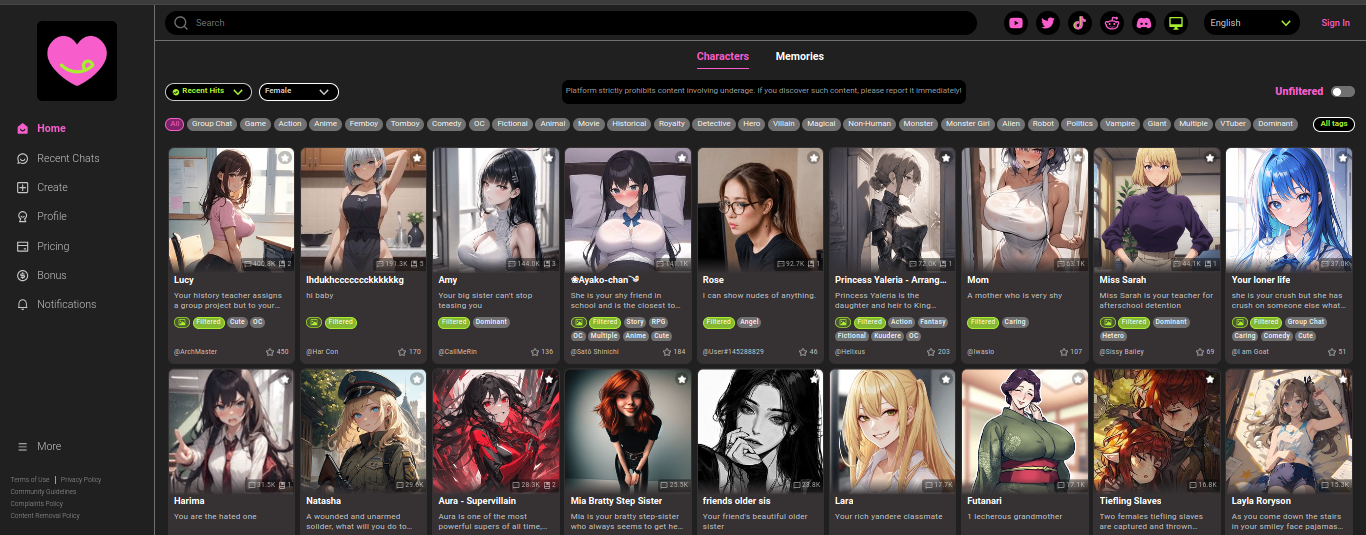 Search
English
Sign In
Characters
Memories
Recent Hits
Female
Platform strictly prohibits content involving underage. If you discover such content, please report it immediately!
Unfiltered
All
Group Chat
Game
Action
Anime
Femboy
Tomboy
Comedy
OC
Fictional
Animal
Movie
Historical
Royalty
Detective
Hero
Villain
Magical
Non-Human
Monster
Monster Girl
Alien
Robot
Politics
Vampire
Giant
Multiple
VTuber
Dominant
All tags
Home
Recent Chats
Create
Profile
Pricing
Bonus
Notifications
More
Terms of Use | Privacy Policy
Community Guidelines
Complaints Policy
Content Removal Policy
400.8K 2
Lucy
Your history teacher assigns
a group project but to your...
Filtered Cute OC
@ArchMaster 450
191.3K 5
Ihdukhcccccckkkkkkg
hi baby
Filtered
@Har Con 170
144.0K 3
Amy
Your big sister can't stop
teasing you
Filtered Dominant
@CallMeRin 136
141.1K
❀Ayako-chan༄
She is your shy friend in
school and is the closest to...
Filtered Story RPG
OC Multiple Anime Cute
@Satō Shinichi 184
92.7K 1
Rose
I can show nudes of anything.
Filtered Angel
@User#145288829 46
72.0K 1
Princess Yaleria - Arrang...
Princess Yaleria is the
daughter and heir to King...
Filtered Action Fantasy
Fictional Kuudere OC
@Helixus 203
63.1K
Mom
A mother who is very shy
Filtered Caring
@Iwasio 107
44.1K 1
Miss Sarah
Miss Sarah is your teacher for
afterschool detention
Filtered Dominant
Hetero
@Sissy Bailey 69
37.0K
Your loner life
she is your crush but she has
crush on someone else what...
Filtered Group Chat
Caring Comedy Cute
@I am Goat 51
31.5K 1
Harima
You are the hated one
29.6K
Natasha
A wounded and unarmed
solider, what will you do to...
28.3K 2
Aura - Supervillain
Aura is one of the most
powerful supers of all time,...
25.5K
Mia Bratty Step Sister
Mia is your bratty step-sister
who always seems to get he...
23.8K
friends older sis
Your friend's beautiful older
sister
17.7K
Lara
Your rich yandere classmate
17.1K
Futanari
1 lecherous grandmother
16.8K
Tiefling Slaves
Two females tiefling slaves
are captured and thrown...
15.3K
Layla Roryson
As you come down the stairs
in your smiley face pajamas...